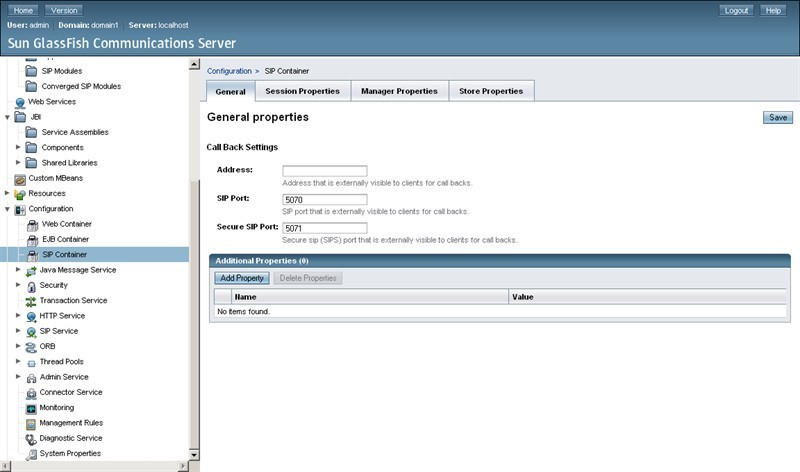 Home Version Logout Help
User: admin Domain: domain1 Server: localhost
Sun GlassFish Communications Server
SIP Modules
Converged SIP Modules
Web Services
JBI
Service Assemblies
Components
Shared Libraries
Custom MBeans
Resources
Configuration
Web Container
EJB Container
SIP Container
Java Message Service
Security
Transaction Service
HTTP Service
SIP Service
ORB
Thread Pools
Admin Service
Connector Service
Monitoring
Management Rules
Diagnostic Service
System Properties
Configuration > SIP Container
General Session Properties Manager Properties Store Properties
General properties
Save
Call Back Settings
Address:
Address that is externally visible to clients for call backs.
SIP Port: 5070
SIP port that is externally visible to clients for call backs.
Secure SIP Port: 5071
Secure sip (SIPS) port that is externally visible to clients for call backs.
Additional Properties (0)
Add Property Delete Properties
Name Value
No items found.